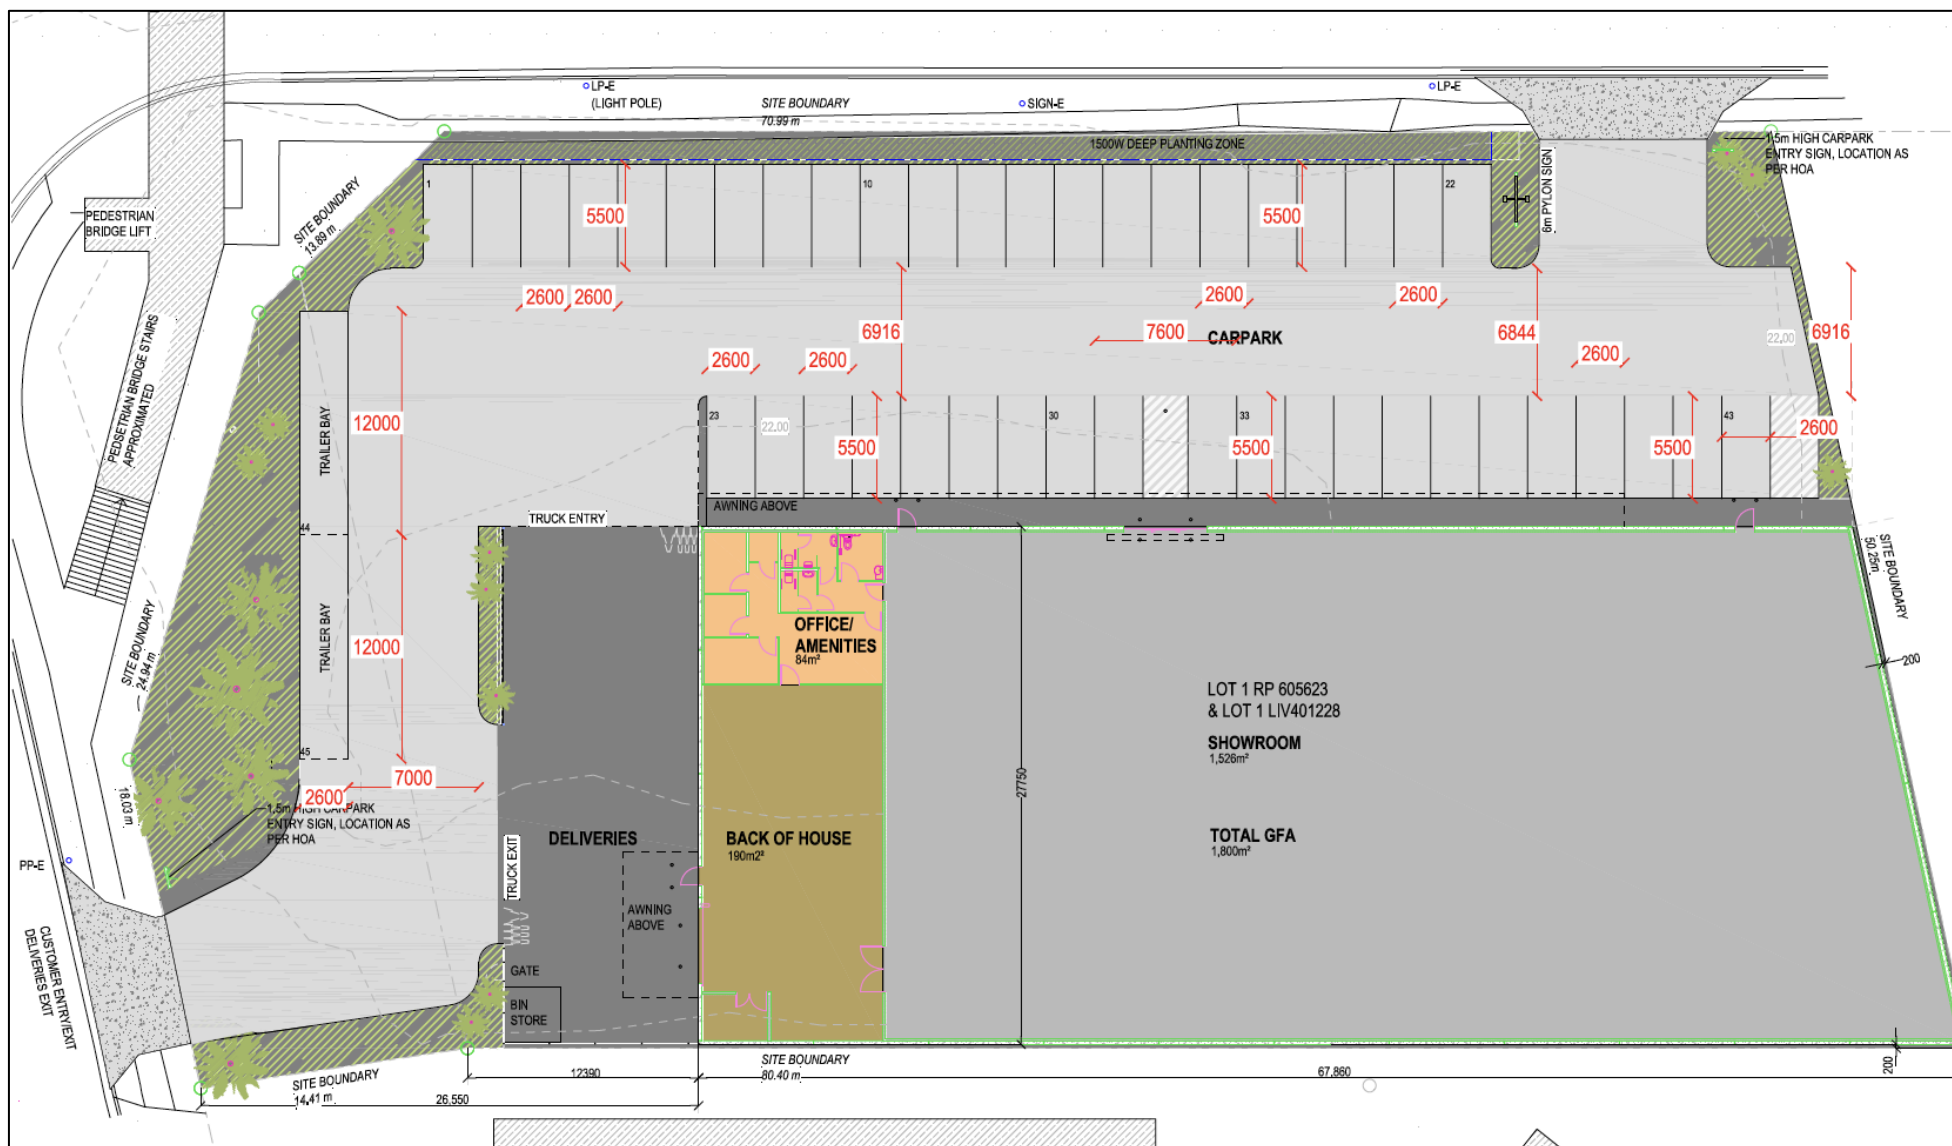 LP-E
(LIGHT POLE)
SITE BOUNDARY
70.99 m
SIGN-E
LP-E
1500W DEEP PLANTING ZONE
1.5m HIGH CARPARK
ENTRY SIGN, LOCATION AS
PER HOA
6m PYLON SIGN
PEDESTRIAN
BRIDGE LIFT
SITE BOUNDARY
13.89 m
1
10
22
5500
5500
2600
2600
2600
2600
6916
7600
CARPARK
6844
22.00
6916
2600
2600
2600
PEDSETRIAN BRIDGE STAIRS
APPROXIMATED
TRAILER BAY
12000
23
22.00
30
33
43
5500
5500
5500
2600
AWNING ABOVE
TRUCK ENTRY
44
SITE BOUNDARY
50.25m
200
OFFICE/
AMENITIES
84m²
TRAILER BAY
12000
SITE BOUNDARY
24.94 m
LOT 1 RP 605623
& LOT 1 LIV401228
SHOWROOM
1,526m²
45
7000
2600
27750
18.03 m
1.5m HIGH CARPARK
ENTRY SIGN, LOCATION AS
PER HOA
DELIVERIES
BACK OF HOUSE
190m2²
TOTAL GFA
1,800m²
PP-E
TRUCK EXIT
AWNING
ABOVE
CUSTOMER ENTRY/EXIT
DELIVERIES EXIT
GATE
BIN
STORE
SITE BOUNDARY
80.40 m
12390
67,860
200
SITE BOUNDARY
14.41 m
26,550